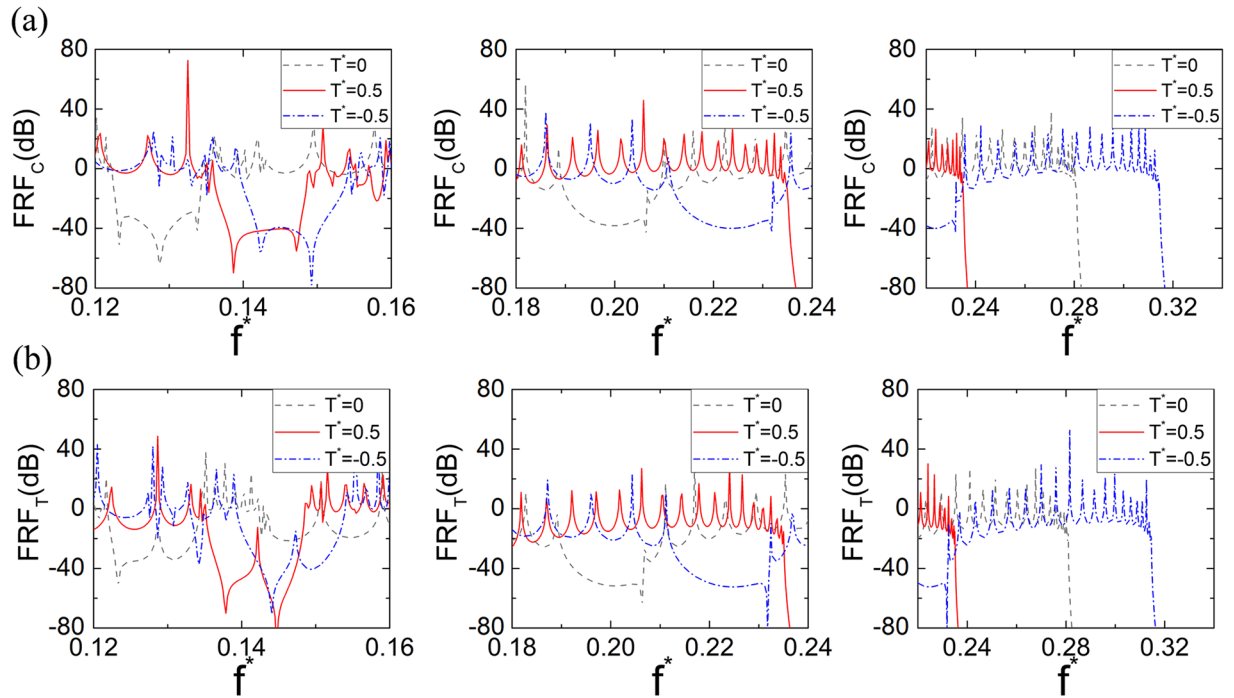 (a)
80
40
0
-40
-80
FRF_C(dB)
0.12
0.14
0.16
f*
T*=0
T*=0.5
T*=-0.5
80
40
0
-40
-80
FRF_C(dB)
0.18
0.20
0.22
0.24
f*
T*=0
T*=0.5
T*=-0.5
80
40
0
-40
-80
FRF_C(dB)
0.24
0.28
0.32
f*
T*=0
T*=0.5
T*=-0.5
(b)
80
40
0
-40
-80
FRF_T(dB)
0.12
0.14
0.16
f*
T*=0
T*=0.5
T*=-0.5
80
40
0
-40
-80
FRF_T(dB)
0.18
0.20
0.22
0.24
f*
T*=0
T*=0.5
T*=-0.5
80
40
0
-40
-80
FRF_T(dB)
0.24
0.28
0.32
f*
T*=0
T*=0.5
T*=-0.5